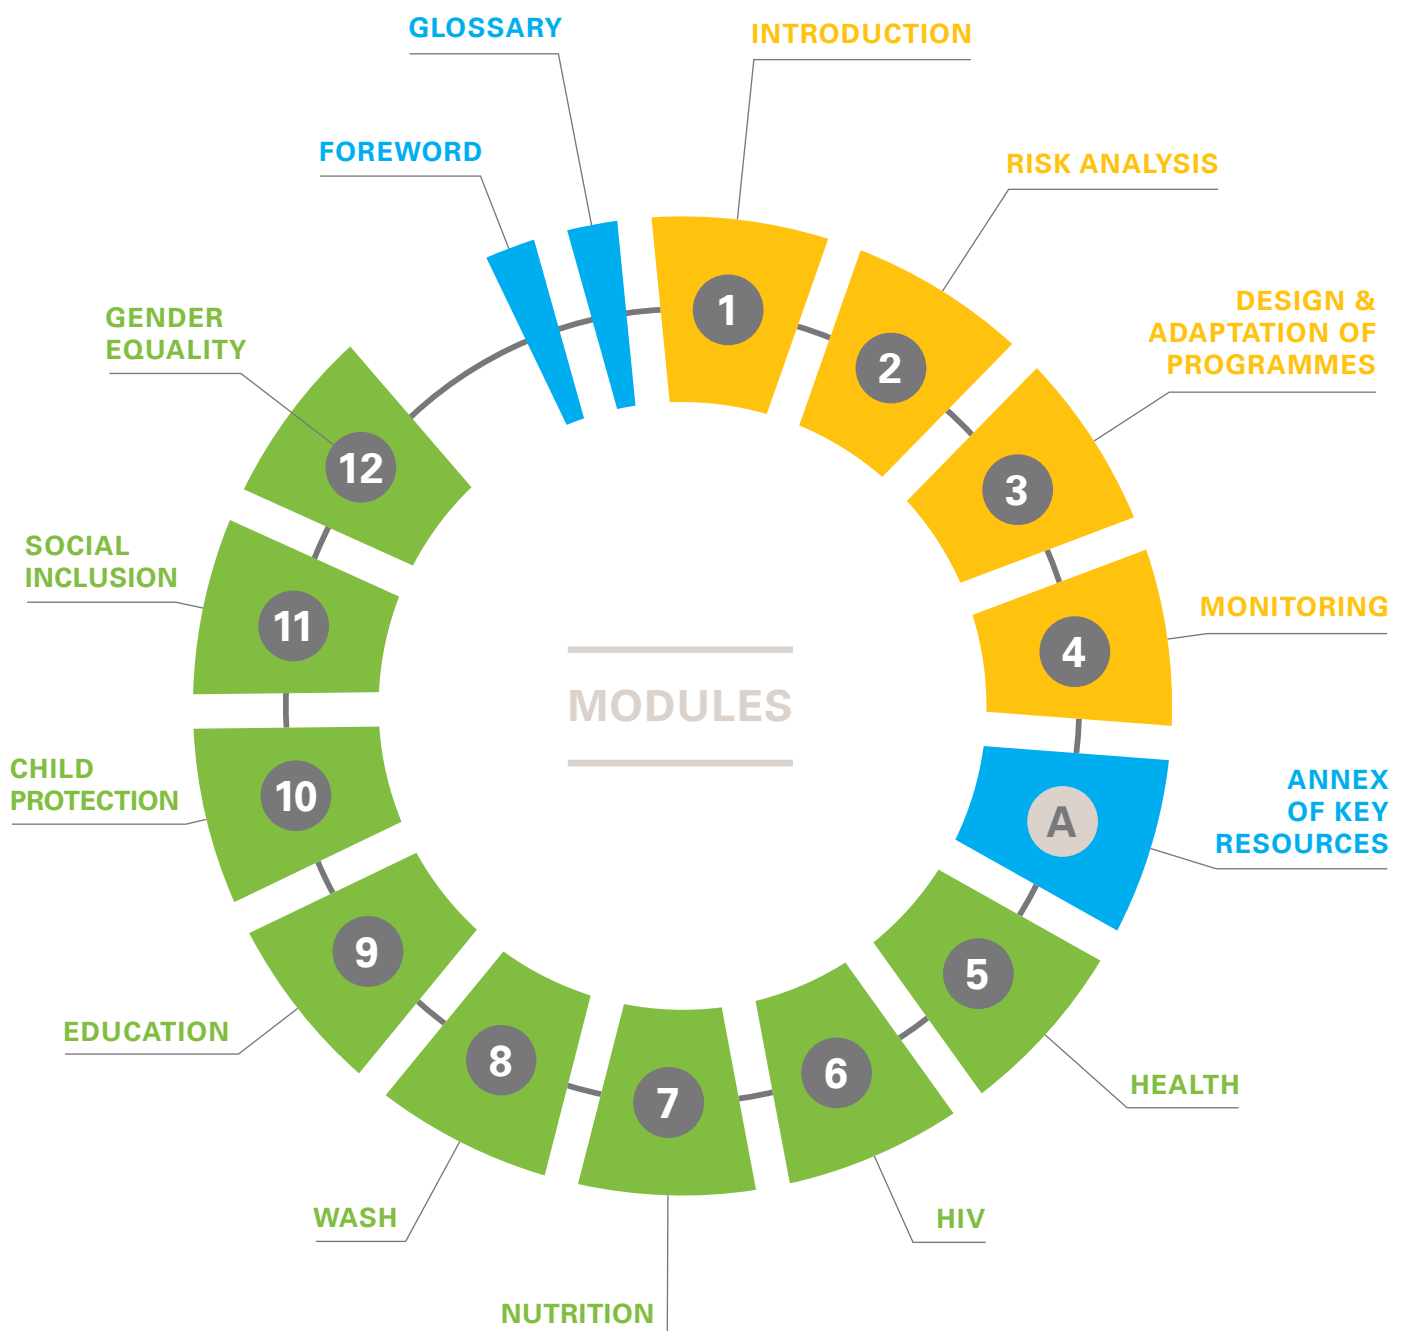 GLOSSARY
INTRODUCTION
FOREWORD
RISK ANALYSIS
DESIGN &
ADAPTATION OF
PROGRAMMES
GENDER
EQUALITY
1
2
3
12
SOCIAL
INCLUSION
11
MONITORING
4
MODULES
CHILD
PROTECTION
10
ANNEX
OF KEY
RESOURCES
A
9
5
EDUCATION
8
7
6
HEALTH
WASH
HIV
NUTRITION